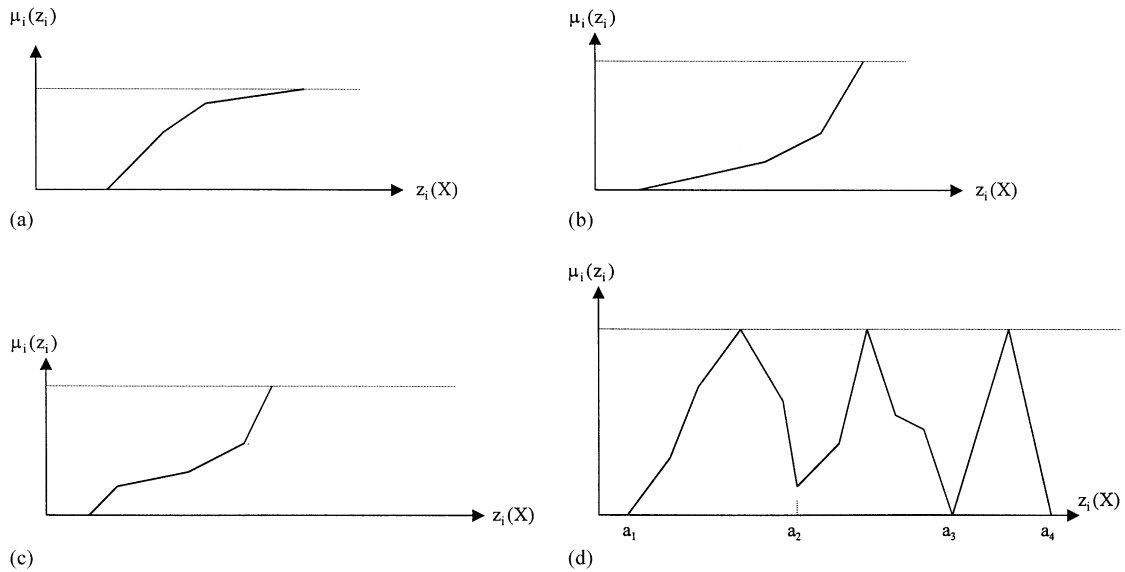 μᵢ(zᵢ)
zᵢ(X)
(a)
μᵢ(zᵢ)
zᵢ(X)
(b)
μᵢ(zᵢ)
zᵢ(X)
(c)
μᵢ(zᵢ)
zᵢ(X)
a₁ a₂ a₃ a₄
(d)